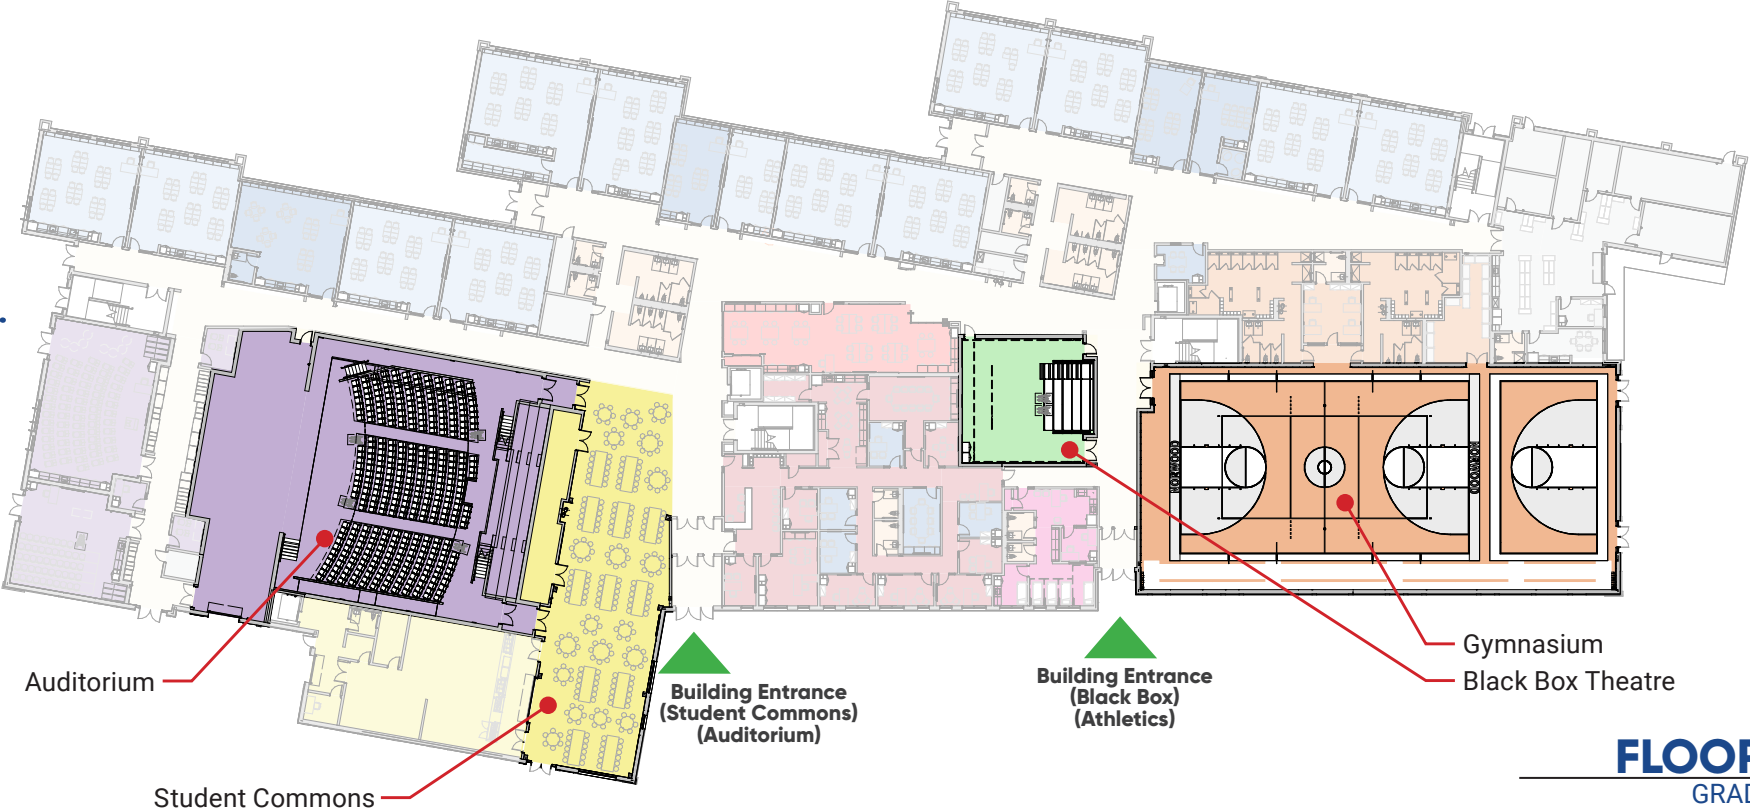 Auditorium
Student Commons
Building Entrance
(Student Commons)
(Auditorium)
Building Entrance
(Black Box)
(Athletics)
Gymnasium
Black Box Theatre
FLOOR
GRAD